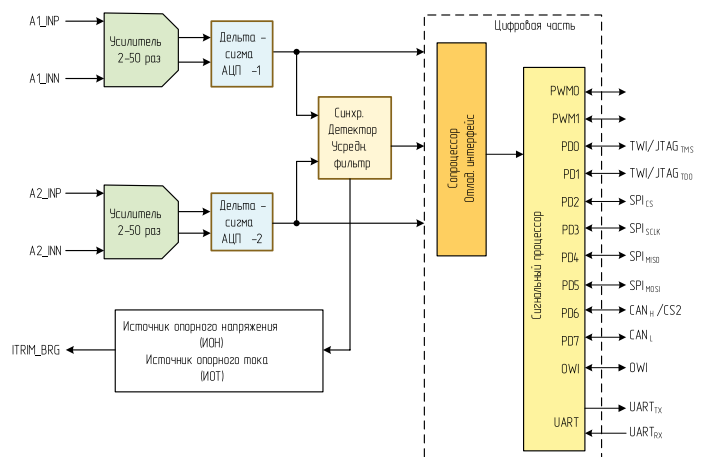 Цифровая часть
A1_INP
A1_INN
Усилитель
2-50 раз
Дельта -
сигма
АЦП -1
Синхр.
Детектор
Усредн.
фильтр
A2_INP
A2_INN
Усилитель
2-50 раз
Дельта -
сигма
АЦП -2
ITRIM_BRG
Источник опорного напряжения
(ИОН)
Источник опорного тока
(ИОТ)
Сопроцессор
Отлад. интерфейс
Сигнальный процессор
PWM0
PWM1
PD0
TWI/JTAG TMS
PD1
TWI/JTAG TDO
PD2
SPI CS
PD3
SPI SCLK
PD4
SPI MISO
PD5
SPI MOSI
PD6
CAN H /CS2
PD7
CAN L
OWI
OWI
UART
UART TX
UART RX